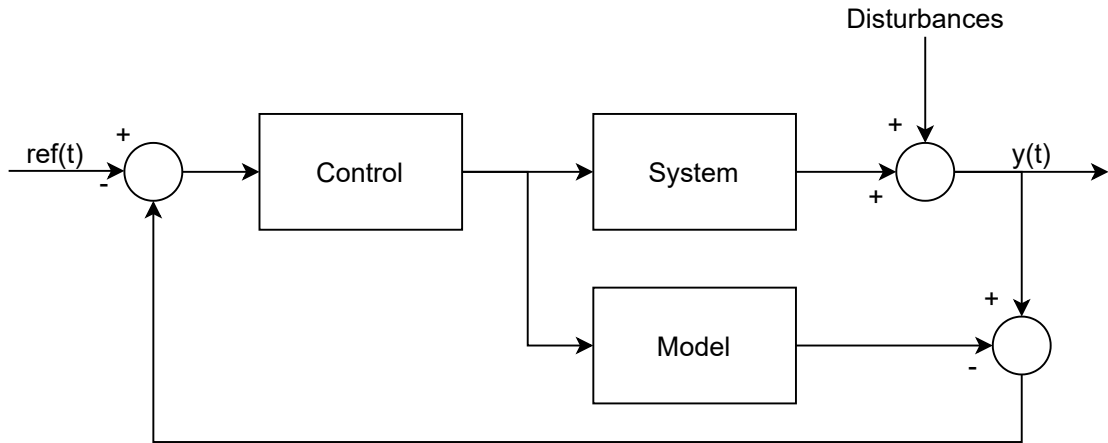 Disturbances
+
+
ref(t)
-
Control
System
+
y(t)
+
Model
-